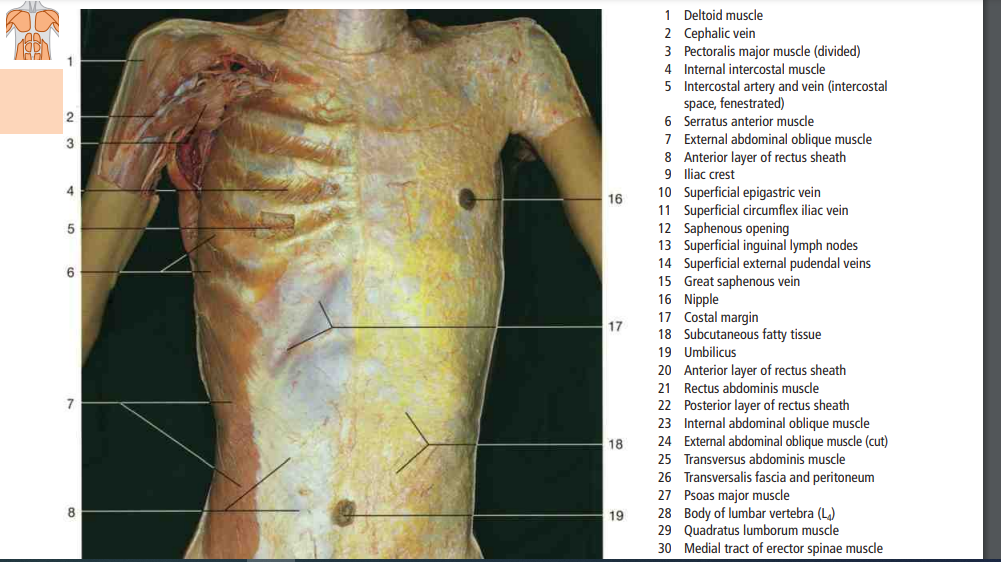 1
2
3
4
5
6
7
8
16
17
18
19
1 Deltoid muscle
2 Cephalic vein
3 Pectoralis major muscle (divided)
4 Internal intercostal muscle
5 Intercostal artery and vein (intercostal
space, fenestrated)
6 Serratus anterior muscle
7 External abdominal oblique muscle
8 Anterior layer of rectus sheath
9 Iliac crest
10 Superficial epigastric vein
11 Superficial circumflex iliac vein
12 Saphenous opening
13 Superficial inguinal lymph nodes
14 Superficial external pudendal veins
15 Great saphenous vein
16 Nipple
17 Costal margin
18 Subcutaneous fatty tissue
19 Umbilicus
20 Anterior layer of rectus sheath
21 Rectus abdominis muscle
22 Posterior layer of rectus sheath
23 Internal abdominal oblique muscle
24 External abdominal oblique muscle (cut)
25 Transversus abdominis muscle
26 Transversalis fascia and peritoneum
27 Psoas major muscle
28 Body of lumbar vertebra (L₄)
29 Quadratus lumborum muscle
30 Medial tract of erector spinae muscle